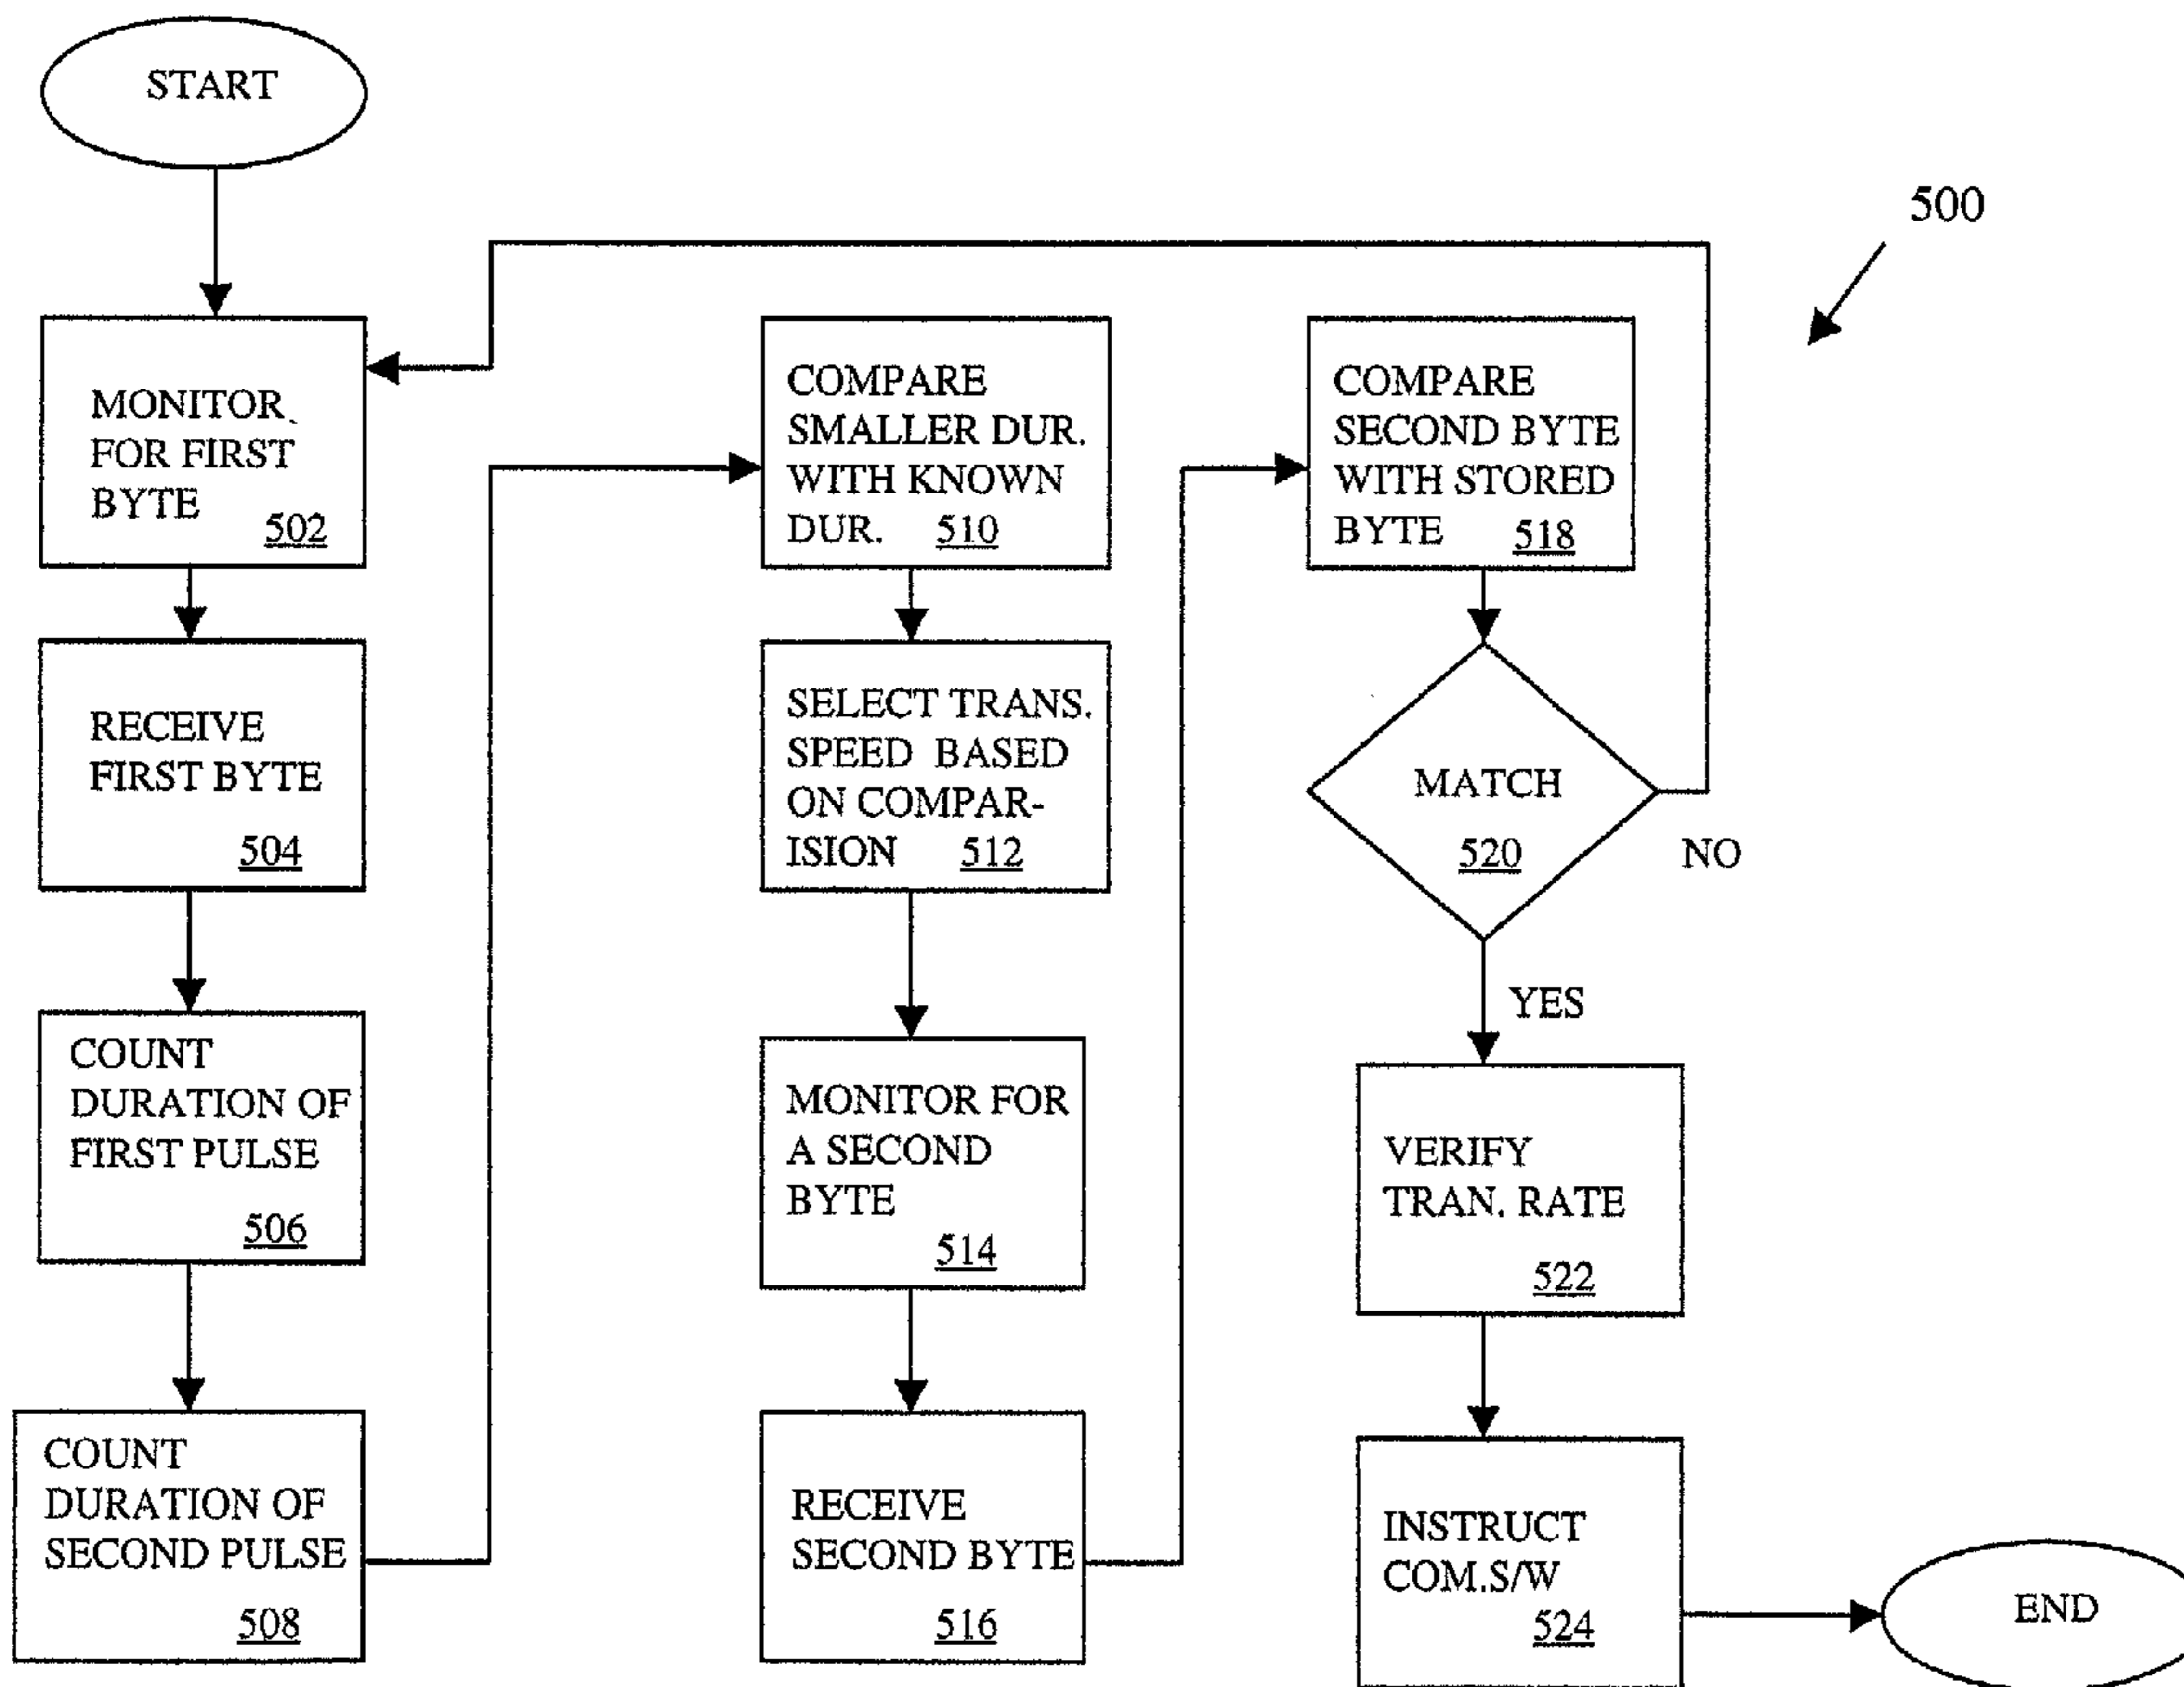 START
500
MONITOR
FOR FIRST
BYTE
502
RECEIVE
FIRST BYTE
504
COUNT
DURATION OF
FIRST PULSE
506
COUNT
DURATION OF
SECOND PULSE
508
COMPARE
SMALLER DUR.
WITH KNOWN
DUR. 510
SELECT TRANS.
SPEED BASED
ON COMPAR-
ISION 512
MONITOR FOR
A SECOND
BYTE
514
RECEIVE
SECOND BYTE
516
COMPARE
SECOND BYTE
WITH STORED
BYTE 518
MATCH
520
NO
YES
VERIFY
TRAN. RATE
522
INSTRUCT
COM.S/W
524
END